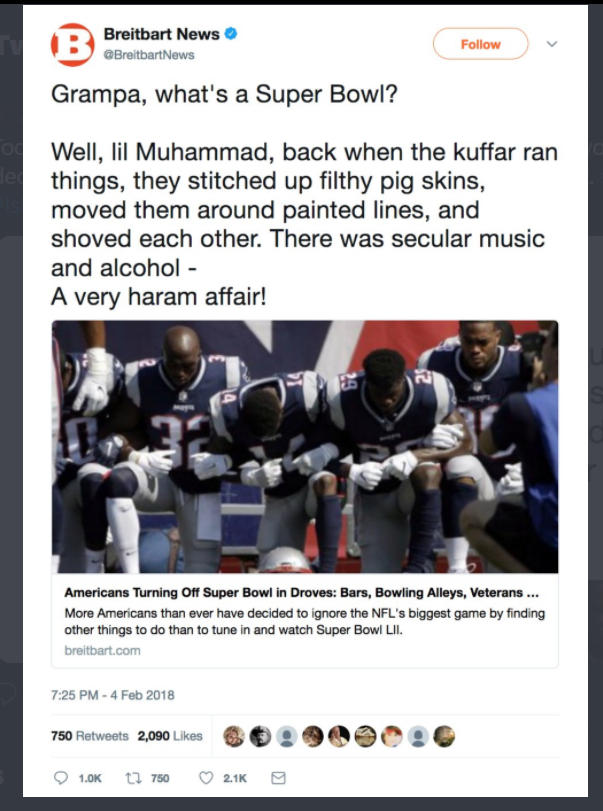 Breitbart News
@BreitbartNews
Follow
Grampa, what's a Super Bowl?
Well, lil Muhammad, back when the kuffar ran
things, they stitched up filthy pig skins,
moved them around painted lines, and
shoved each other. There was secular music
and alcohol -
A very haram affair!
32
29
Americans Turning Off Super Bowl in Droves: Bars, Bowling Alleys, Veterans ...
More Americans than ever have decided to ignore the NFL's biggest game by finding
other things to do than to tune in and watch Super Bowl LII.
breitbart.com
7:25 PM - 4 Feb 2018
750 Retweets 2,090 Likes
1.0K 750 2.1K